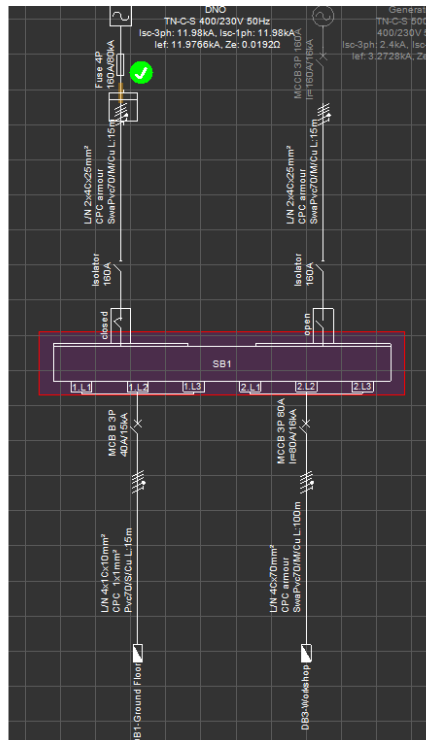 DNO
TN-C-S 400/230V 50Hz
Isc-3ph: 11.98kA, Isc-1ph: 11.98kA
Ief: 11.9766kA, Ze: 0.0192Ω
Generat
TN-C-S
400/230V 5
Isc-3ph: 2.4kA, Isc-1p
Ief: 3.2728kA, Ze
Fuse 4P
160A/80kA
MCCB 3P 160A
Ir=160A/16kA
L/N 2x4Cx25mm²
CPC armour
SwaPvc70/M/Cu L:15m
L/N 2x4Cx25mm²
CPC armour
SwaPvc70/M/Cu L:15m
Isolator
160A
Isolator
160A
closed
open
SB1
1.L1
1.L2
1.L3
2.L1
2.L2
2.L3
MCB B 3P
40A/15kA
MCCB 3P 80A
Ir=80A/16kA
L/N 4x1Cx10mm²
CPC 1x1mm²
Pvc70/S/Cu L:15m
L/N 4Cx70mm²
CPC armour
SwaPvc70/M/Cu L:100m
DB1-Ground Floor
DB3-Workshop